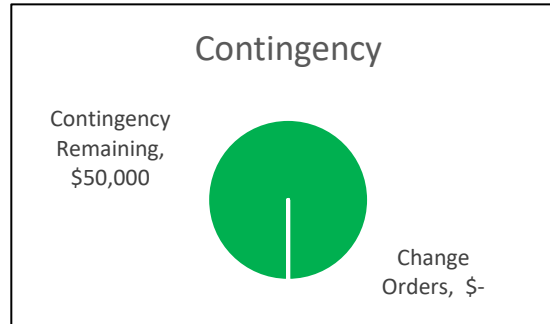 Contingency
Contingency
Remaining,
$50,000
Change
Orders,  $-